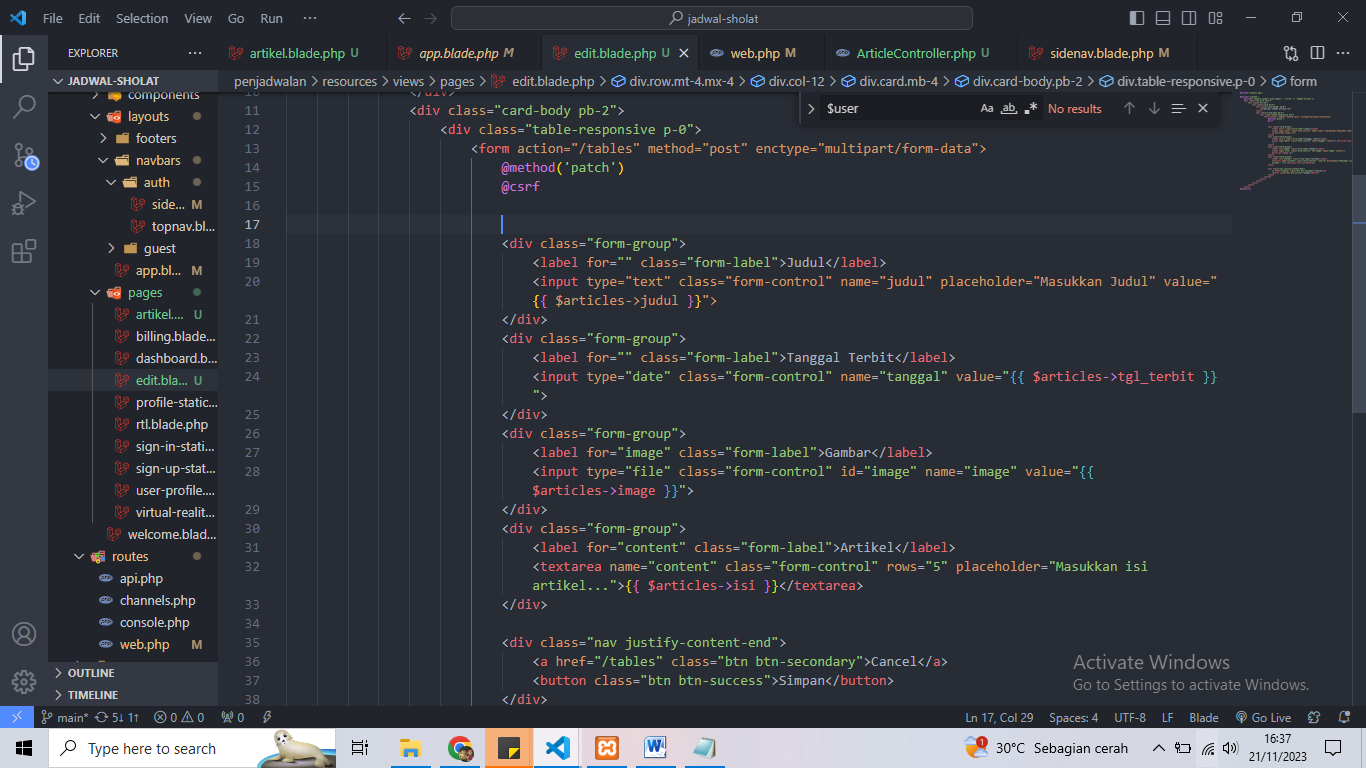 File Edit Selection View Go Run ··· jadwal-sholat
EXPLORER ···
artikel.blade.php U app.blade.php M edit.blade.php U web.php M ArticleController.php U sidenav.blade.php M
JADWAL-SHOLAT
penjadwalan > resources > views > pages > edit.blade.php > div.row.mt-4.mx-4 > div.col-12 > div.card.mb-4 > div.card-body.pb-2 > div.table-responsive.p-0 > form
components
layouts
footers
navbars
auth
side... M
topnav.bl...
guest
app.bl... M
pages
artikel.... U
billing.blade...
dashboard.b...
edit.bla... U
profile-static...
rtl.blade.php
sign-in-stati...
sign-up-stat...
user-profile....
virtual-realit...
welcome.blad...
routes
api.php
channels.php
console.php
web.php M
OUTLINE
TIMELINE
$user Aa ab .* No results
10 </div>
11 <div class="card-body pb-2">
12 <div class="table-responsive p-0">
13 <form action="/tables" method="post" enctype="multipart/form-data">
14 @method('patch')
15 @csrf
16
17
18 <div class="form-group">
19 <label for="" class="form-label">Judul</label>
20 <input type="text" class="form-control" name="judul" placeholder="Masukkan Judul" value="
{{ $articles->judul }}">
21 </div>
22 <div class="form-group">
23 <label for="" class="form-label">Tanggal Terbit</label>
24 <input type="date" class="form-control" name="tanggal" value="{{ $articles->tgl_terbit }}
">
25 </div>
26 <div class="form-group">
27 <label for="image" class="form-label">Gambar</label>
28 <input type="file" class="form-control" id="image" name="image" value="{{
$articles->image }}">
29 </div>
30 <div class="form-group">
31 <label for="content" class="form-label">Artikel</label>
32 <textarea name="content" class="form-control" rows="5" placeholder="Masukkan isi
artikel...">{{ $articles->isi }}</textarea>
33 </div>
34
35 <div class="nav justify-content-end">
36 <a href="/tables" class="btn btn-secondary">Cancel</a>
37 <button class="btn btn-success">Simpan</button>
38 </div>
Activate Windows
Go to Settings to activate Windows.
main* 5↓ 1↑ 0 0 0 Ln 17, Col 29 Spaces: 4 UTF-8 LF Blade Go Live
Type here to search 1 30°C Sebagian cerah 16:37
21/11/2023